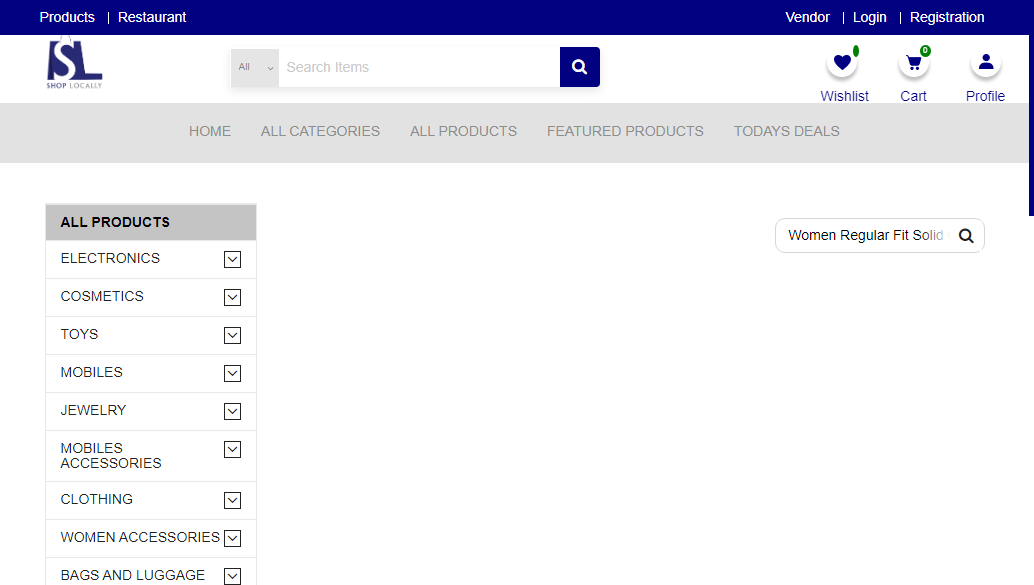 Products | Restaurant
Vendor | Login | Registration
SL
SHOP LOCALLY
All
Search Items
0
Wishlist
Cart
Profile
HOME
ALL CATEGORIES
ALL PRODUCTS
FEATURED PRODUCTS
TODAYS DEALS
ALL PRODUCTS
Women Regular Fit Solid
ELECTRONICS
COSMETICS
TOYS
MOBILES
JEWELRY
MOBILES
ACCESSORIES
CLOTHING
WOMEN ACCESSORIES
BAGS AND LUGGAGE